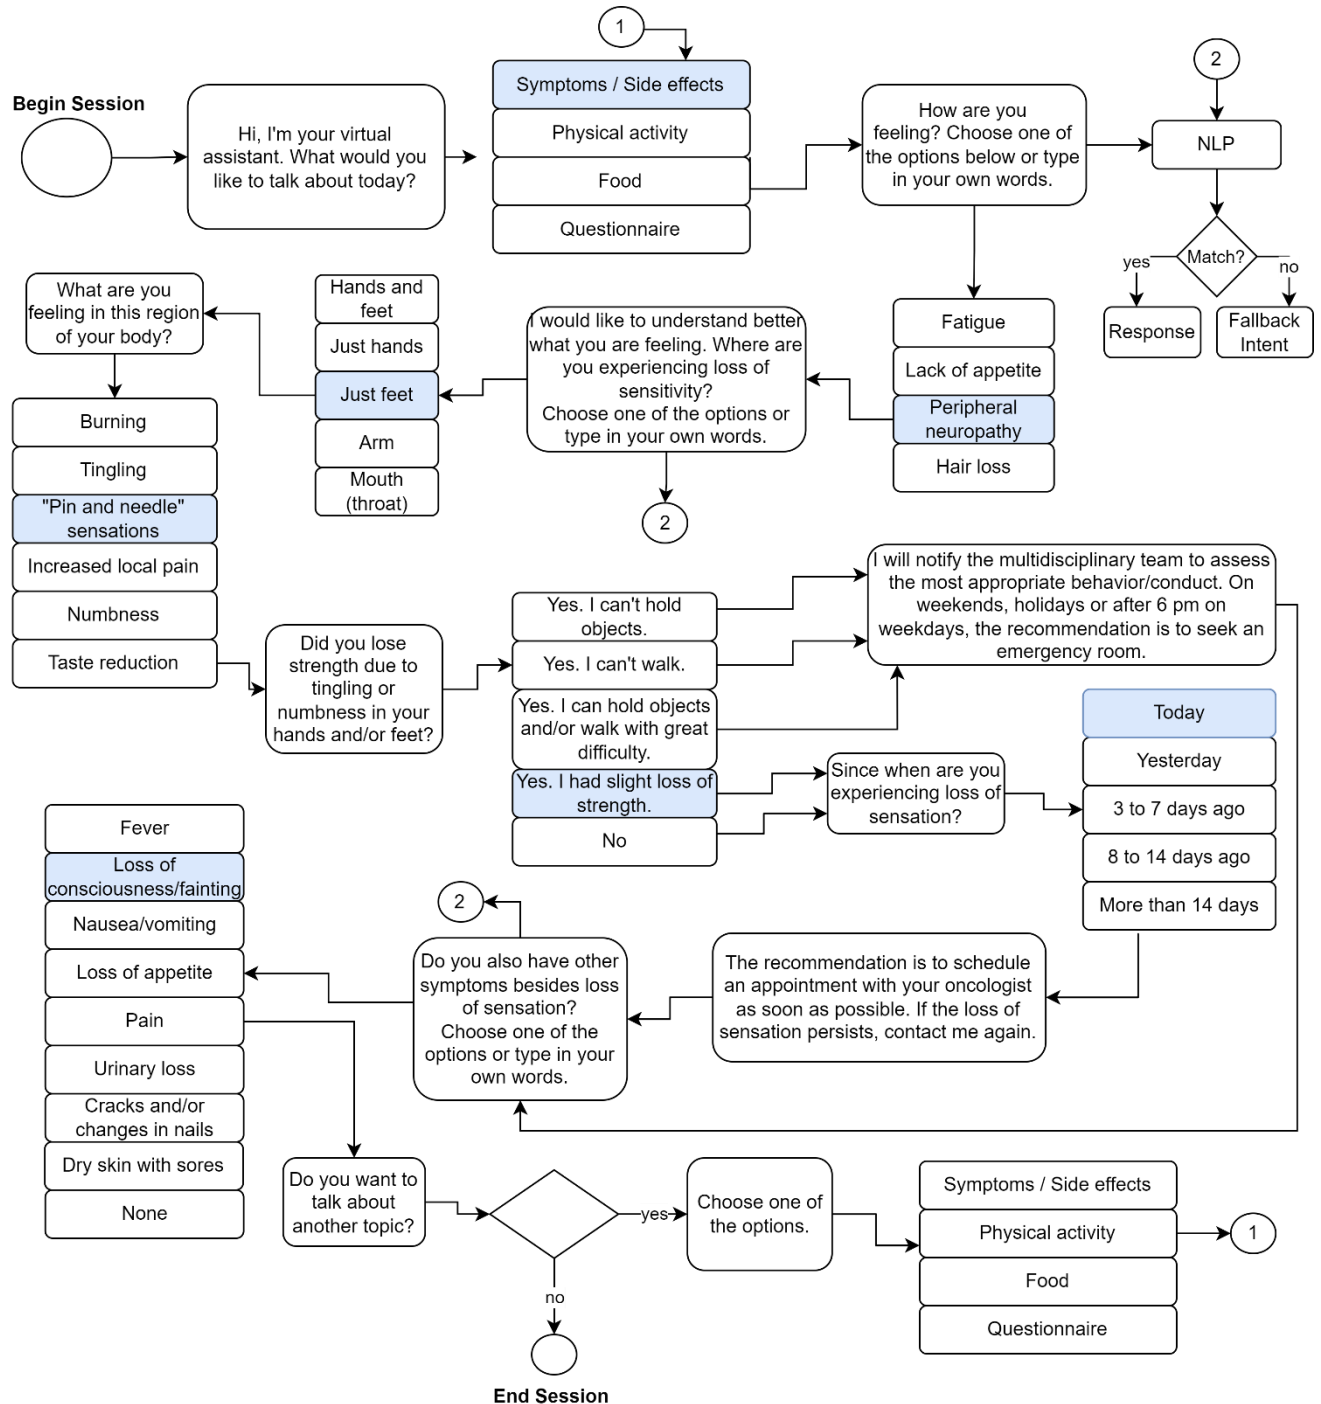 1
2
Begin Session
Hi, I'm your virtual
assistant. What would you
like to talk about today?
Symptoms / Side effects
Physical activity
Food
Questionnaire
How are you
feeling? Choose one of
the options below or type
in your own words.
NLP
Match?
yes
no
Response
Fallback
Intent
Fatigue
Lack of appetite
Peripheral
neuropathy
Hair loss
I would like to understand better
what you are feeling. Where are
you experiencing loss of
sensitivity?
Choose one of the options or
type in your own words.
2
Hands and
feet
Just hands
Just feet
Arm
Mouth
(throat)
What are you
feeling in this region
of your body?
Burning
Tingling
"Pin and needle"
sensations
Increased local pain
Numbness
Taste reduction
Did you lose
strength due to
tingling or
numbness in your
hands and/or feet?
Yes. I can't hold
objects.
Yes. I can't walk.
Yes. I can hold objects
and/or walk with great
difficulty.
Yes. I had slight loss of
strength.
No
I will notify the multidisciplinary team to assess
the most appropriate behavior/conduct. On
weekends, holidays or after 6 pm on
weekdays, the recommendation is to seek an
emergency room.
Since when are you
experiencing loss of
sensation?
Today
Yesterday
3 to 7 days ago
8 to 14 days ago
More than 14 days
The recommendation is to schedule
an appointment with your oncologist
as soon as possible. If the loss of
sensation persists, contact me again.
2
Do you also have other
symptoms besides loss
of sensation?
Choose one of the
options or type in your
own words.
Fever
Loss of
consciousness/fainting
Nausea/vomiting
Loss of appetite
Pain
Urinary loss
Cracks and/or
changes in nails
Dry skin with sores
None
Do you want to
talk about
another topic?
yes
no
End Session
Choose one of
the options.
Symptoms / Side effects
Physical activity
Food
Questionnaire
1